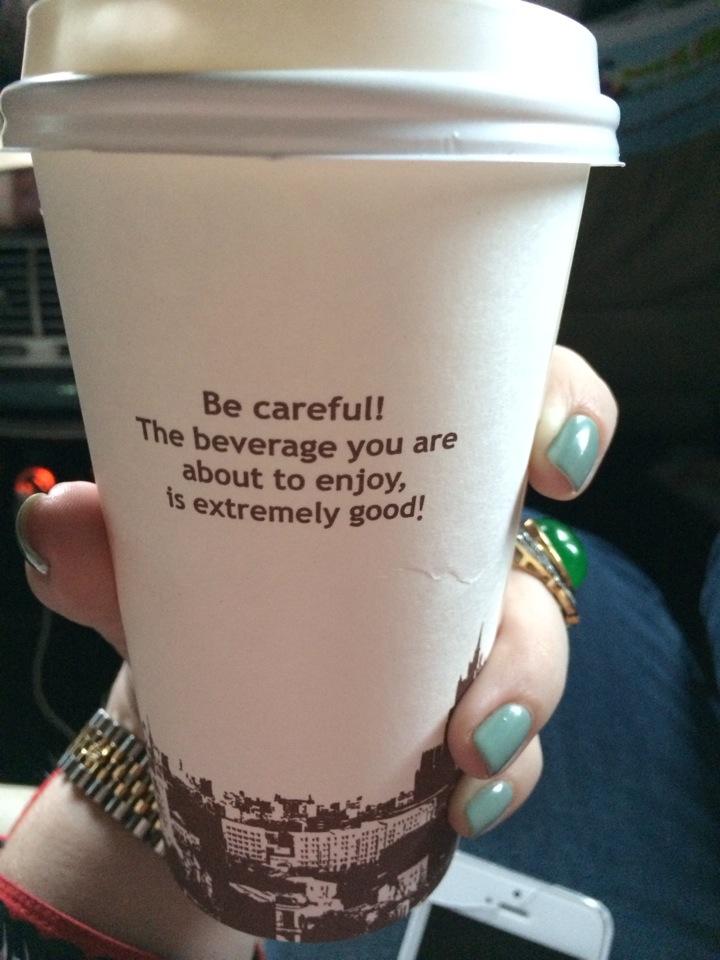 Be careful!
The beverage you are
about to enjoy,
is extremely good!